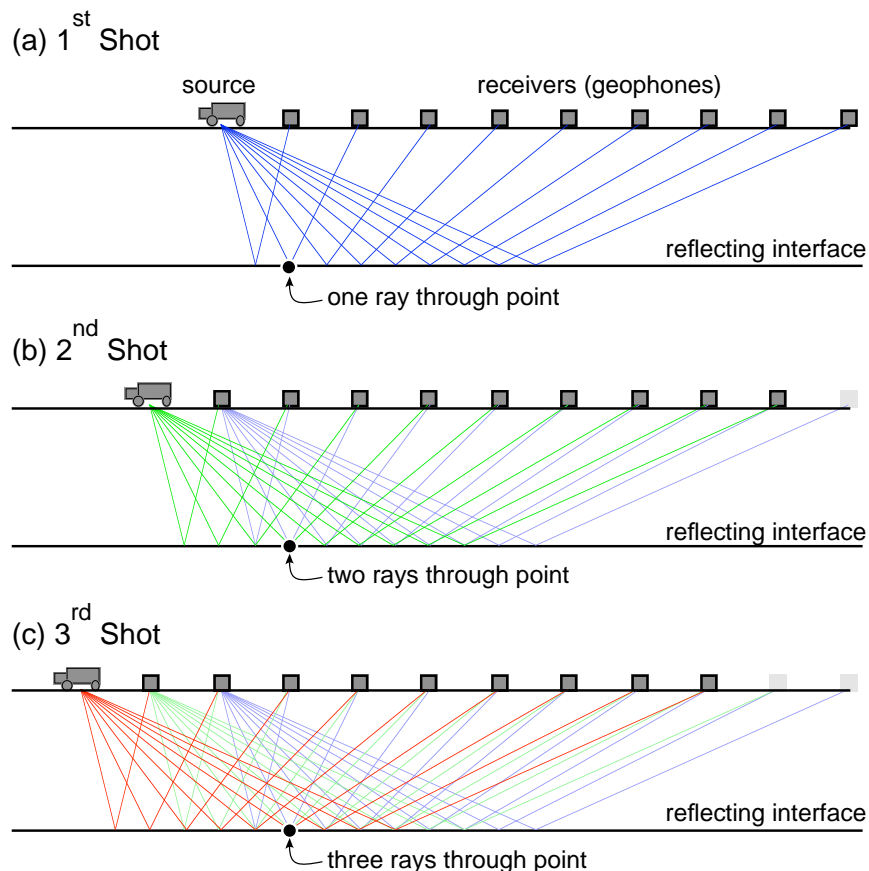 (a) 1st Shot
source
receivers (geophones)
reflecting interface
one ray through point
(b) 2nd Shot
reflecting interface
two rays through point
(c) 3rd Shot
reflecting interface
three rays through point